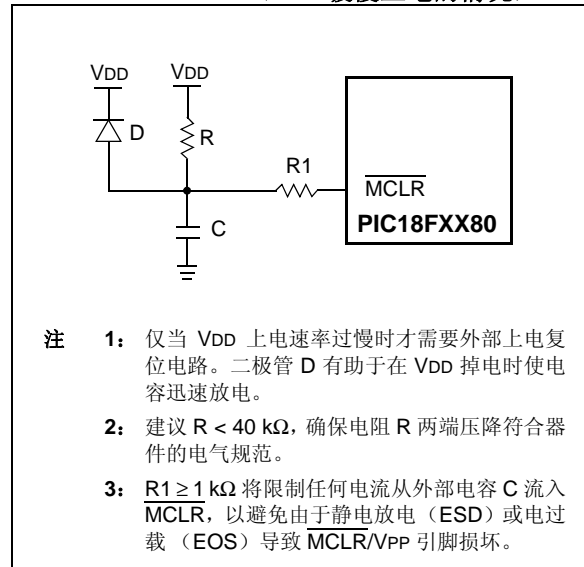 VDD VDD
D
R
R1
C
MCLR
PIC18FXX80
注 1： 仅当 VDD 上电速率过慢时才需要外部上电复
位电路。二极管 D 有助于在 VDD 掉电时使电
容迅速放电。
2： 建议 R < 40 kΩ，确保电阻 R 两端压降符合器
件的电气规范。
3： R1 ≥ 1 kΩ 将限制任何电流从外部电容 C 流入
MCLR，以避免由于静电放电（ESD）或电过
载 （EOS）导致 MCLR/VPP 引脚损坏。